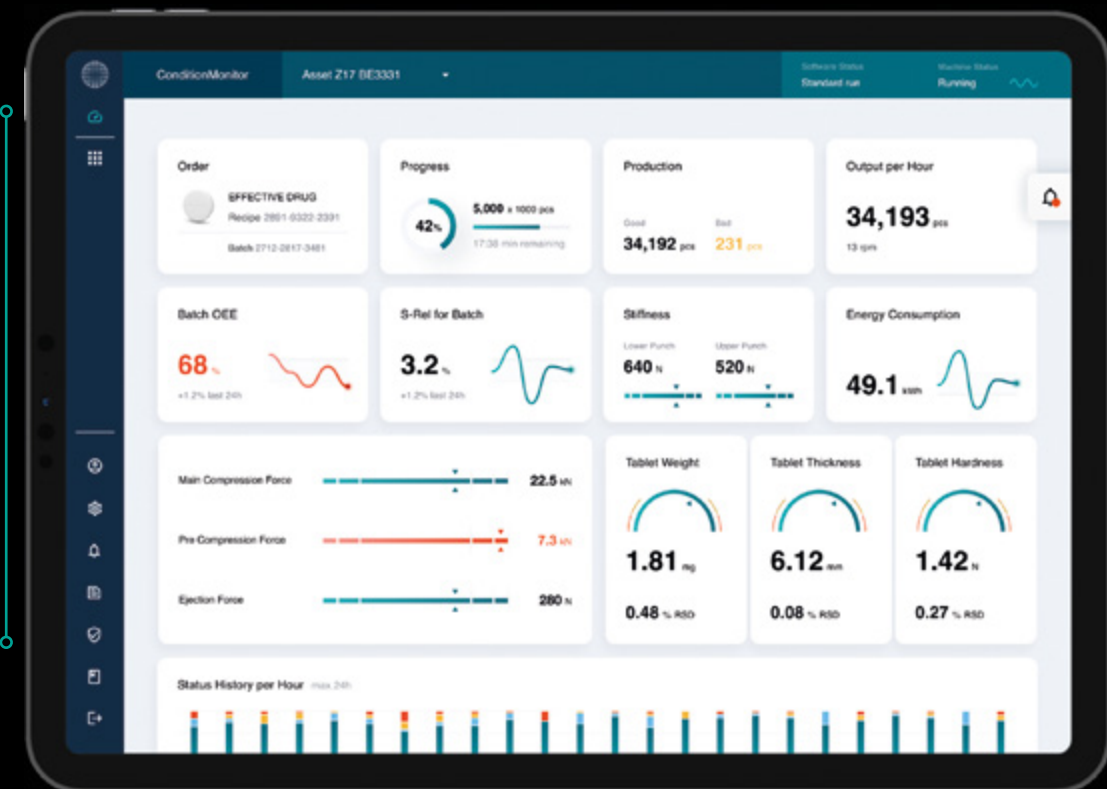 ConditionMonitor
Asset Z17 BE3331
Software Status
Standard run
Machine Status
Running
Order
EFFECTIVE DRUG
Recipe 2891-0322-2391
Batch 2712-2817-3481
Progress
42%
5,000 x 1000 pcs
17:38 min remaining
Production
Good
34,192 pcs
Bad
231 pcs
Output per Hour
34,193 pcs
13 rpm
Batch OEE
68 %
+1.2% last 24h
S-Rel for Batch
3.2 %
+1.2% last 24h
Stiffness
Lower Punch
640 N
Upper Punch
520 N
Energy Consumption
49.1 kWh
Main Compression Force
22.5 kN
Pre Compression Force
7.3 kN
Ejection Force
280 N
Tablet Weight
1.81 mg
0.48 % RSD
Tablet Thickness
6.12 mm
0.08 % RSD
Tablet Hardness
1.42 N
0.27 % RSD
Status History per Hour max 24h